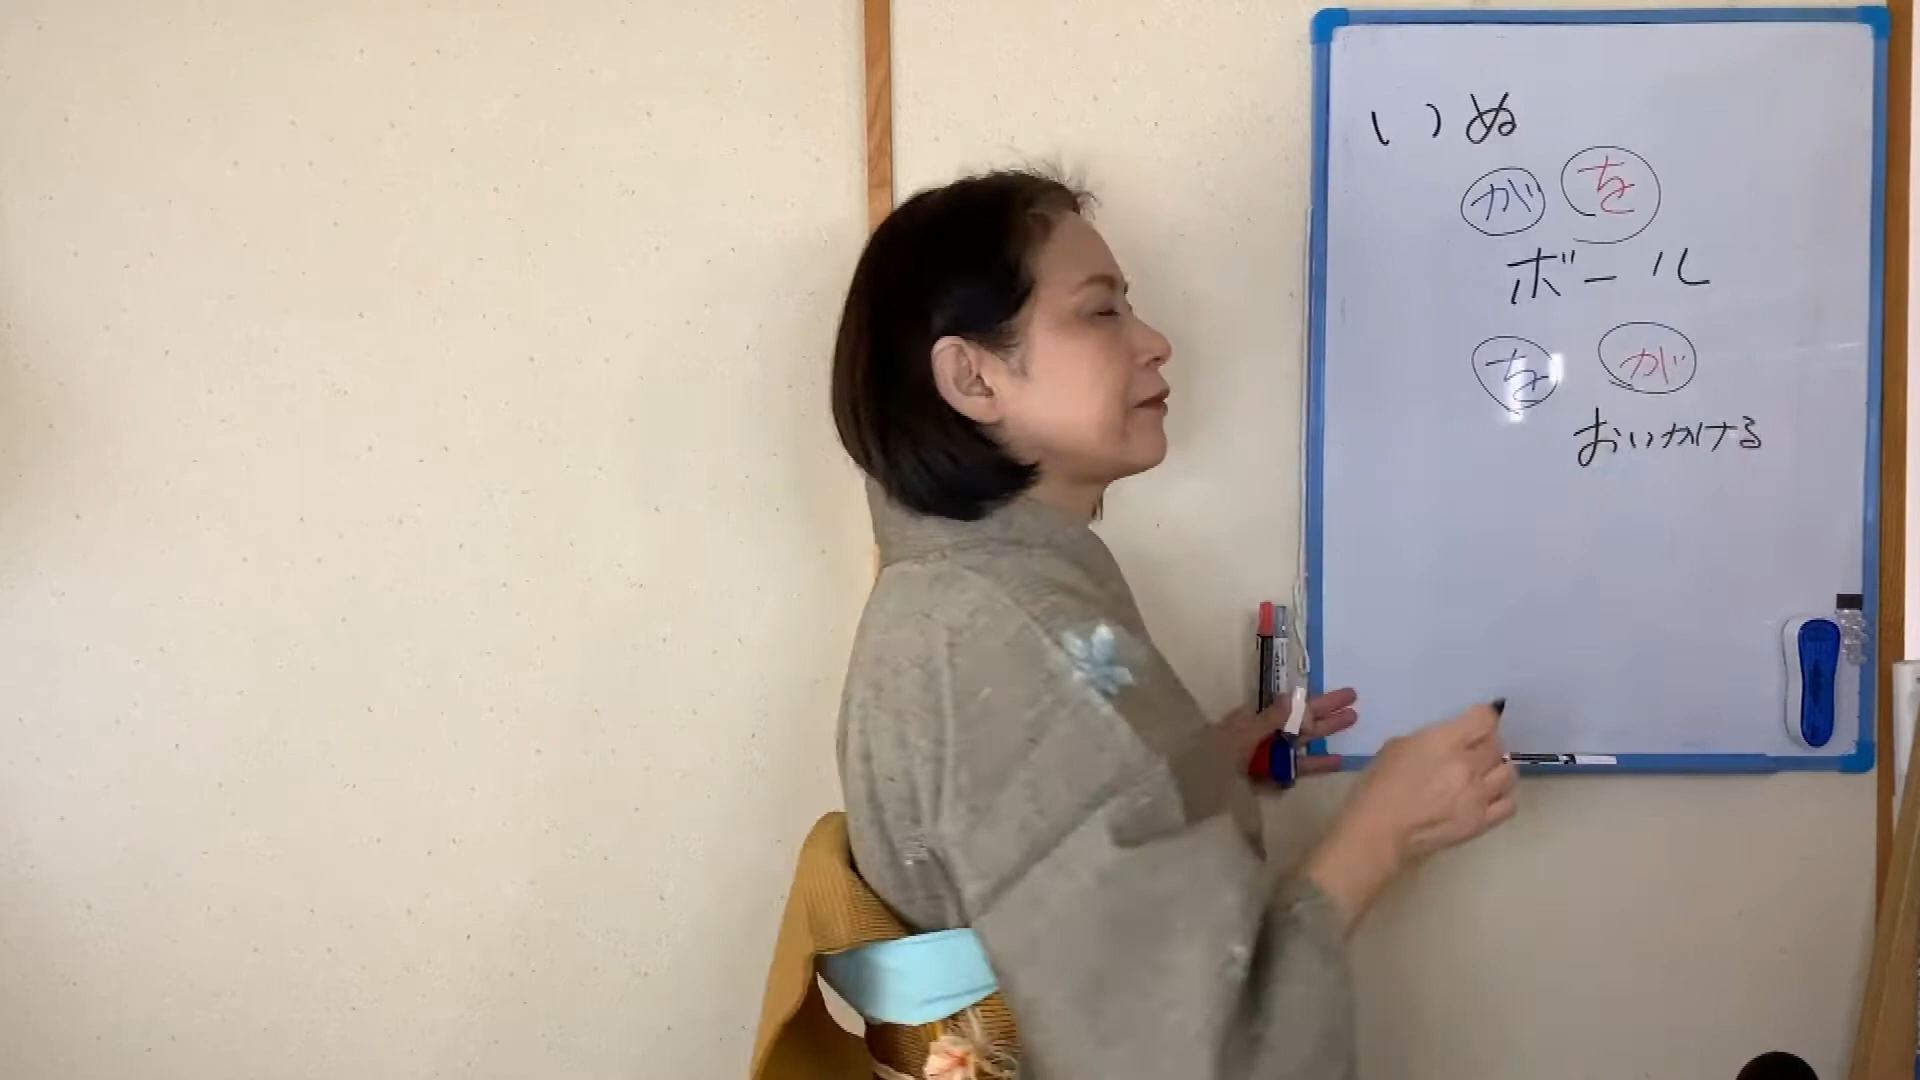 いぬ
が を
ボール
を が
おいかける